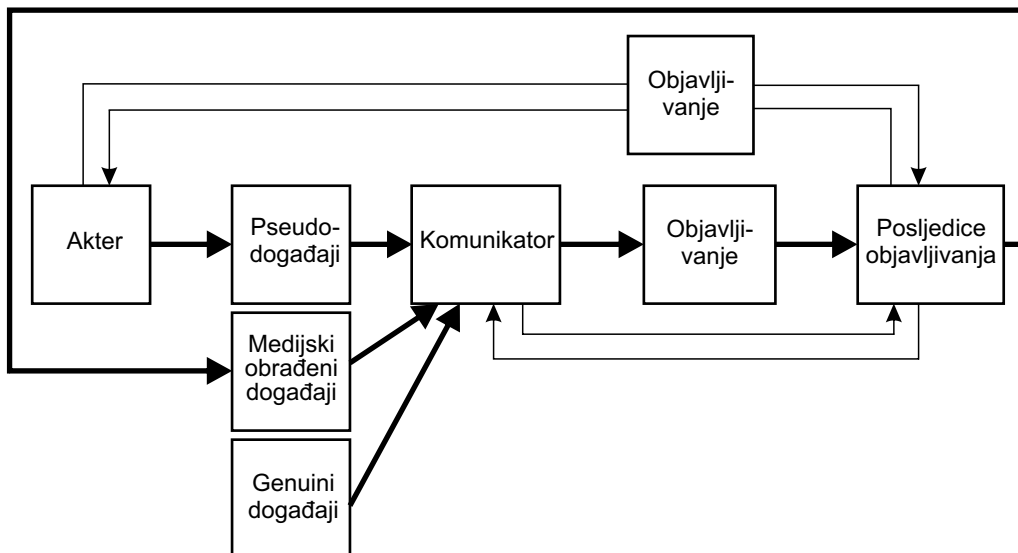 Objavlji-
vanje
Akter
Pseudo-
događaji
Komunikator
Objavlji-
vanje
Posljedice
objavljivanja
Medijski
obrađeni
događaji
Genuini
događaji